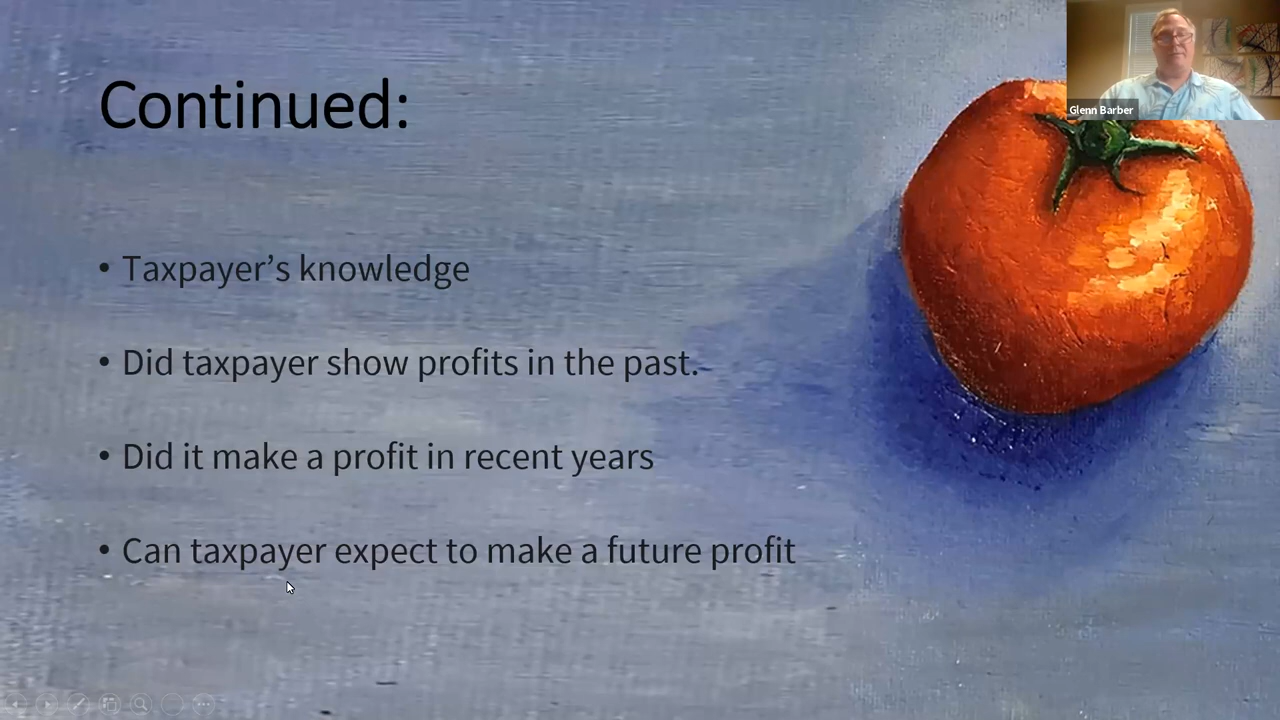 Continued:
Glenn Barber
• Taxpayer’s knowledge
• Did taxpayer show profits in the past.
• Did it make a profit in recent years
• Can taxpayer expect to make a future profit